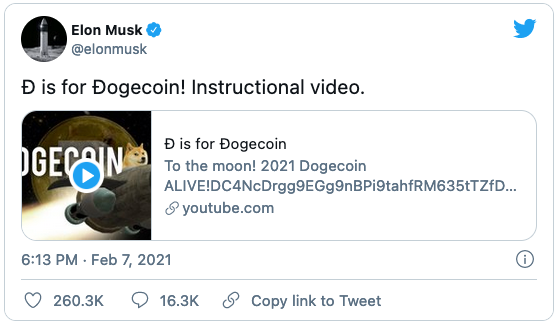 Elon Musk
@elonmusk
Đ is for Đogecoin! Instructional video.
OGECOIN
Đ is for Đogecoin
To the moon! 2021 Dogecoin
ALIVE!DC4NcDrgg9EGg9nBPi9tahfRM635tTZfD...
youtube.com
6:13 PM · Feb 7, 2021
260.3K 16.3K Copy link to Tweet